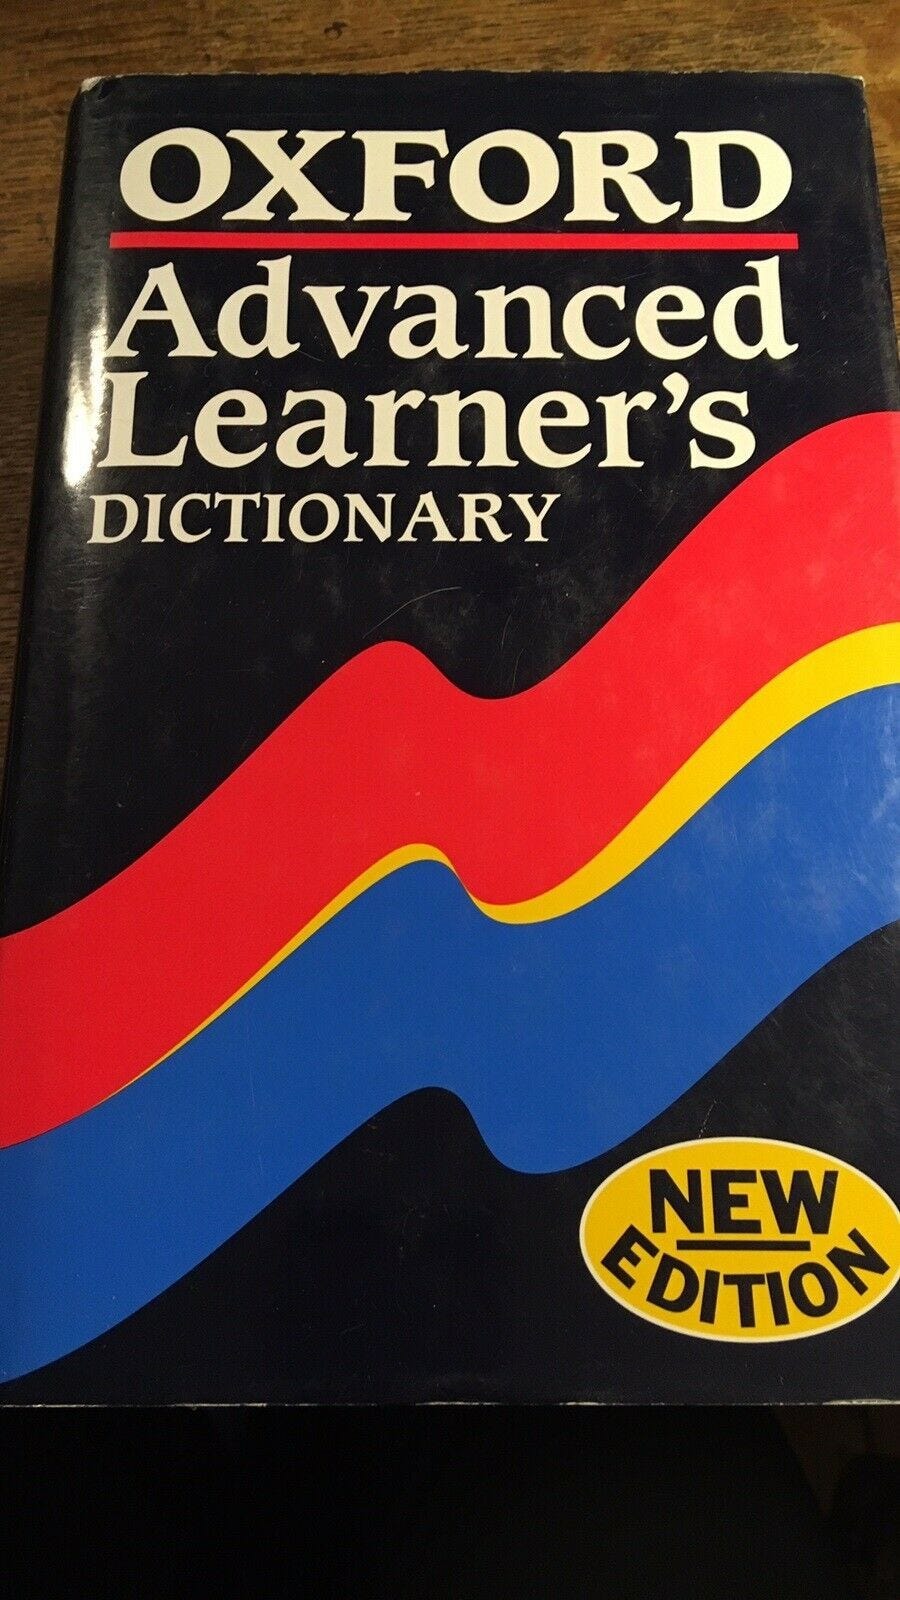 OXFORD
Advanced
Learner's
DICTIONARY
NEW
EDITION